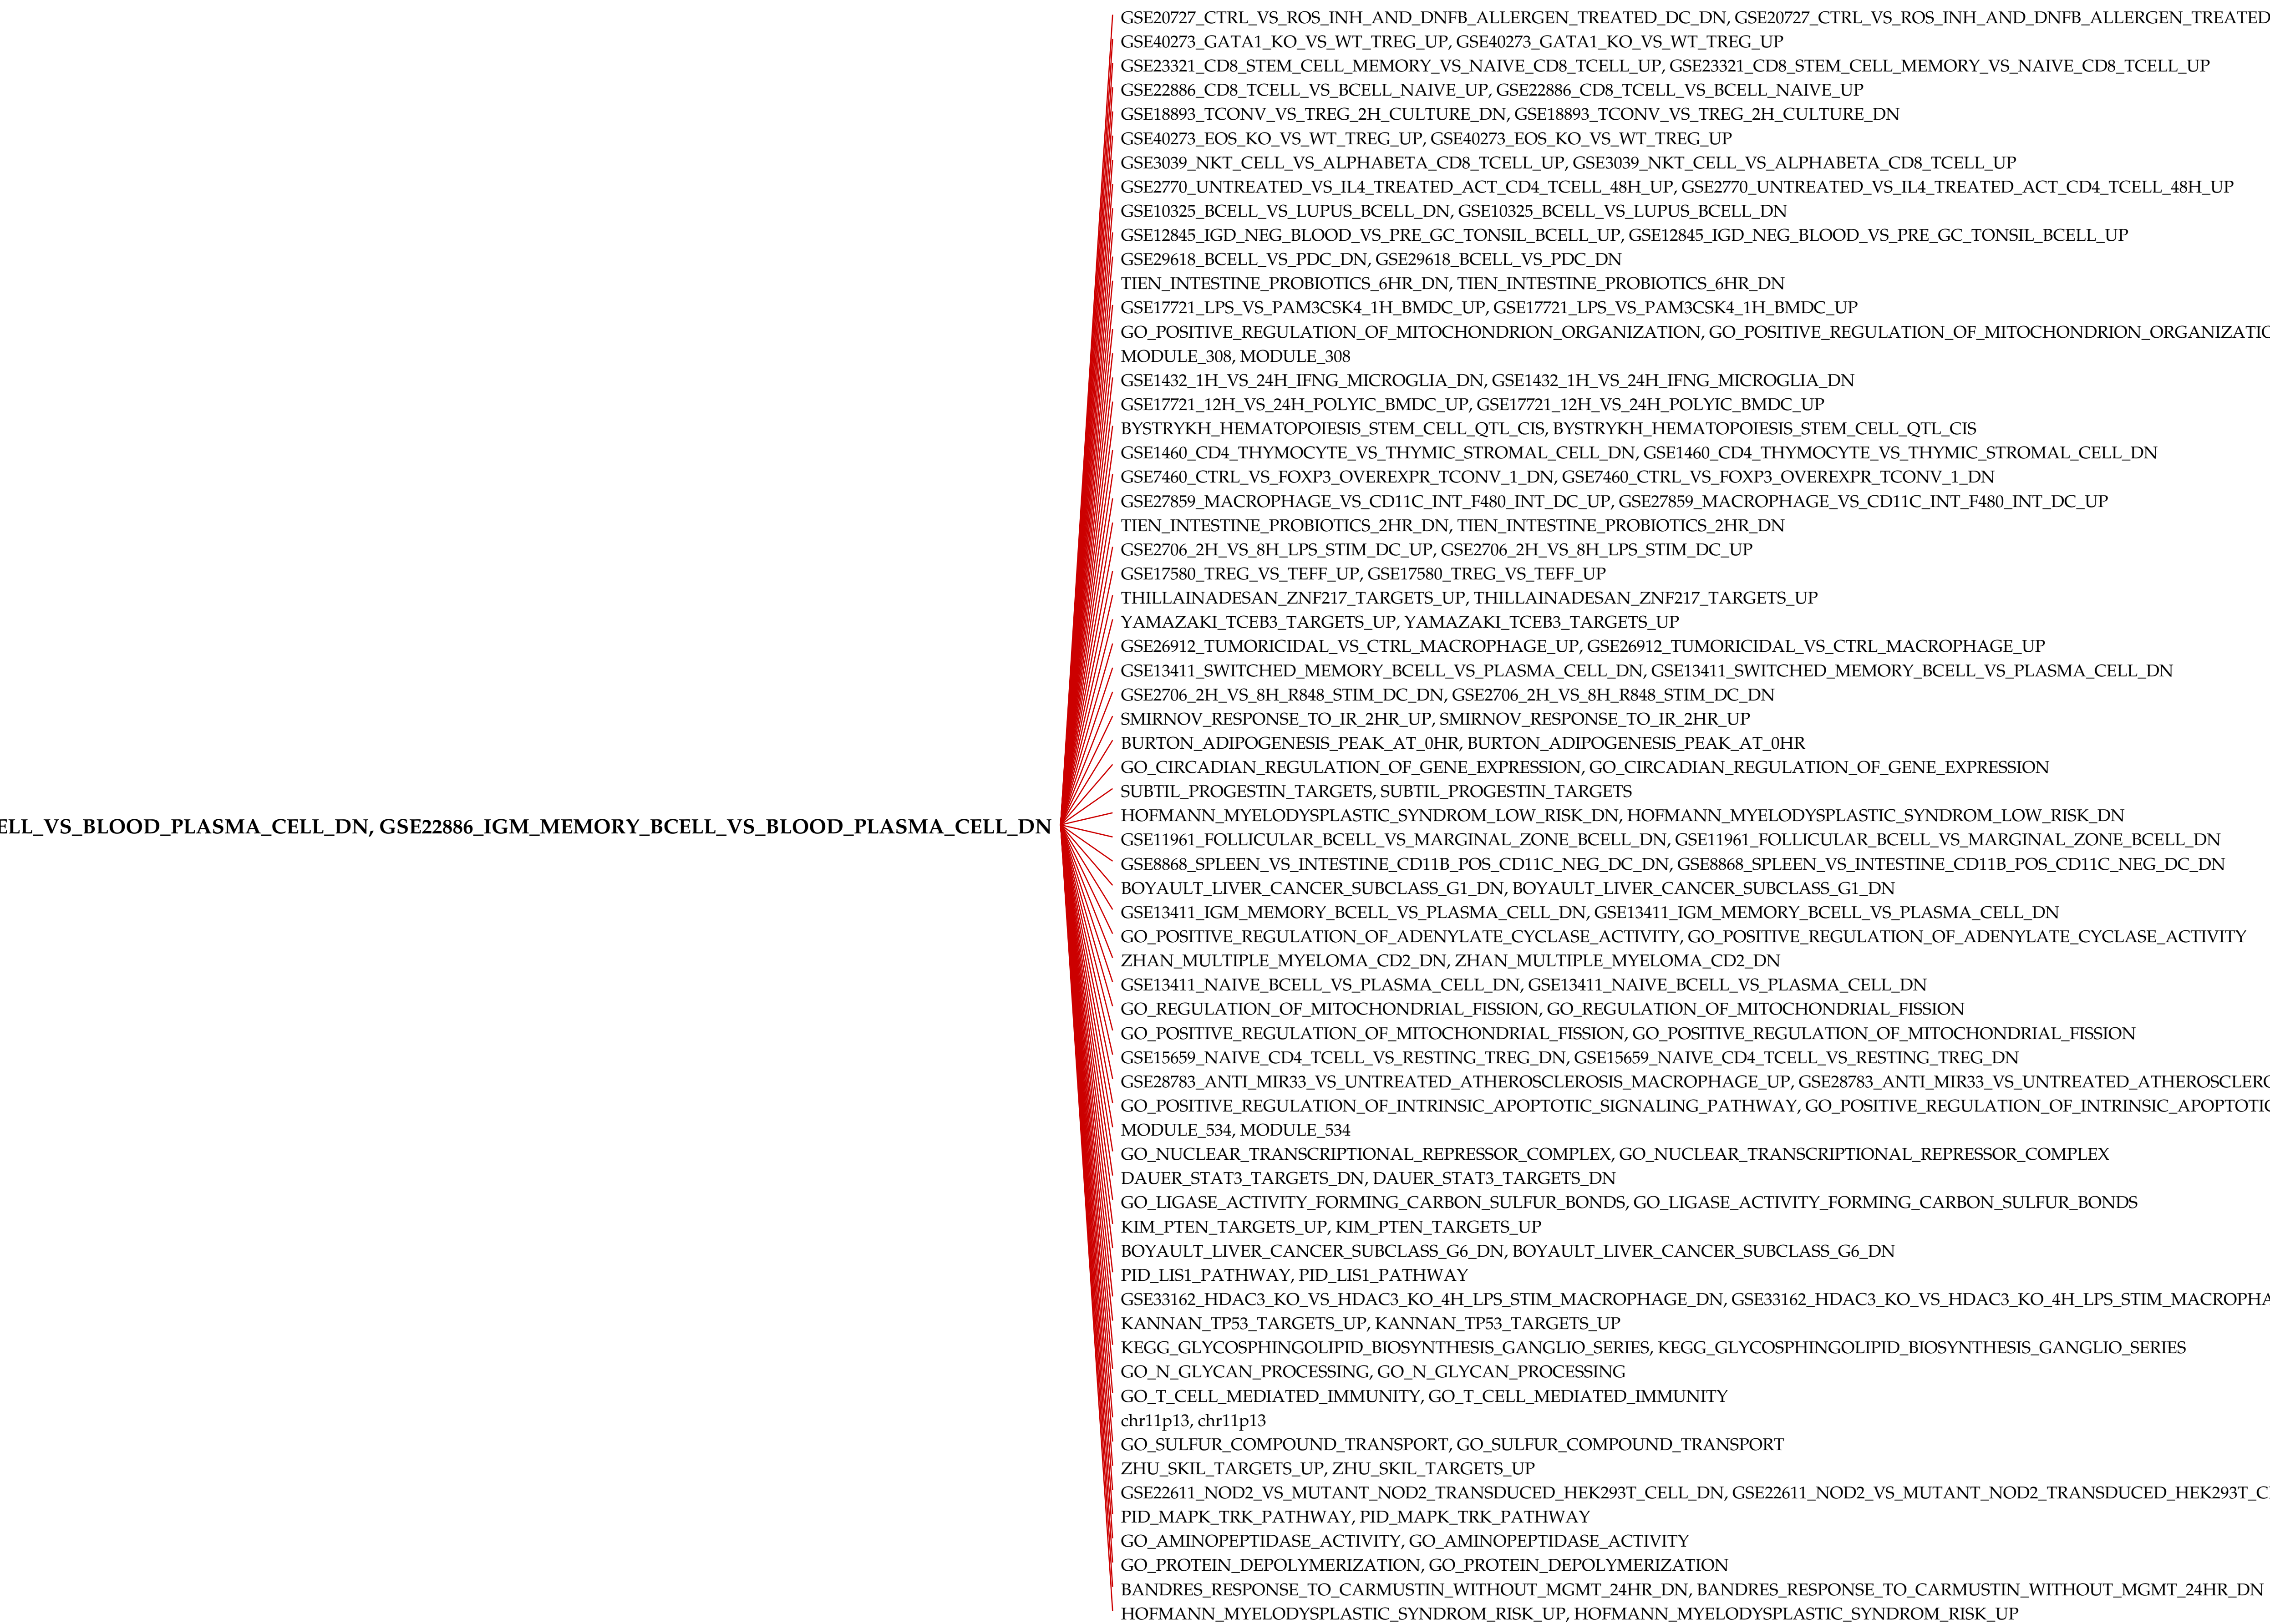 GSE20727_CTRL_VS_ROS_INH_AND_DNFB_ALLERGEN_TREATED_DC_DN, GSE20727_CTRL_VS_ROS_INH_AND_DNFB_ALLERGEN_TREATED
GSE40273_GATA1_KO_VS_WT_TREG_UP, GSE40273_GATA1_KO_VS_WT_TREG_UP
GSE23321_CD8_STEM_CELL_MEMORY_VS_NAIVE_CD8_TCELL_UP, GSE23321_CD8_STEM_CELL_MEMORY_VS_NAIVE_CD8_TCELL_UP
GSE22886_CD8_TCELL_VS_BCELL_NAIVE_UP, GSE22886_CD8_TCELL_VS_BCELL_NAIVE_UP
GSE18893_TCONV_VS_TREG_2H_CULTURE_DN, GSE18893_TCONV_VS_TREG_2H_CULTURE_DN
GSE40273_EOS_KO_VS_WT_TREG_UP, GSE40273_EOS_KO_VS_WT_TREG_UP
GSE3039_NKT_CELL_VS_ALPHABETA_CD8_TCELL_UP, GSE3039_NKT_CELL_VS_ALPHABETA_CD8_TCELL_UP
GSE2770_UNTREATED_VS_IL4_TREATED_ACT_CD4_TCELL_48H_UP, GSE2770_UNTREATED_VS_IL4_TREATED_ACT_CD4_TCELL_48H_UP
GSE10325_BCELL_VS_LUPUS_BCELL_DN, GSE10325_BCELL_VS_LUPUS_BCELL_DN
GSE12845_IGD_NEG_BLOOD_VS_PRE_GC_TONSIL_BCELL_UP, GSE12845_IGD_NEG_BLOOD_VS_PRE_GC_TONSIL_BCELL_UP
GSE29618_BCELL_VS_PDC_DN, GSE29618_BCELL_VS_PDC_DN
TIEN_INTESTINE_PROBIOTICS_6HR_DN, TIEN_INTESTINE_PROBIOTICS_6HR_DN
GSE17721_LPS_VS_PAM3CSK4_1H_BMDC_UP, GSE17721_LPS_VS_PAM3CSK4_1H_BMDC_UP
GO_POSITIVE_REGULATION_OF_MITOCHONDRION_ORGANIZATION, GO_POSITIVE_REGULATION_OF_MITOCHONDRION_ORGANIZATIO
MODULE_308, MODULE_308
GSE1432_1H_VS_24H_IFNG_MICROGLIA_DN, GSE1432_1H_VS_24H_IFNG_MICROGLIA_DN
GSE17721_12H_VS_24H_POLYIC_BMDC_UP, GSE17721_12H_VS_24H_POLYIC_BMDC_UP
BYSTRYKH_HEMATOPOIESIS_STEM_CELL_QTL_CIS, BYSTRYKH_HEMATOPOIESIS_STEM_CELL_QTL_CIS
GSE1460_CD4_THYMOCYTE_VS_THYMIC_STROMAL_CELL_DN, GSE1460_CD4_THYMOCYTE_VS_THYMIC_STROMAL_CELL_DN
GSE7460_CTRL_VS_FOXP3_OVEREXPR_TCONV_1_DN, GSE7460_CTRL_VS_FOXP3_OVEREXPR_TCONV_1_DN
GSE27859_MACROPHAGE_VS_CD11C_INT_F480_INT_DC_UP, GSE27859_MACROPHAGE_VS_CD11C_INT_F480_INT_DC_UP
TIEN_INTESTINE_PROBIOTICS_2HR_DN, TIEN_INTESTINE_PROBIOTICS_2HR_DN
GSE2706_2H_VS_8H_LPS_STIM_DC_UP, GSE2706_2H_VS_8H_LPS_STIM_DC_UP
GSE17580_TREG_VS_TEFF_UP, GSE17580_TREG_VS_TEFF_UP
THILLAINADESAN_ZNF217_TARGETS_UP, THILLAINADESAN_ZNF217_TARGETS_UP
YAMAZAKI_TCEB3_TARGETS_UP, YAMAZAKI_TCEB3_TARGETS_UP
GSE26912_TUMORICIDAL_VS_CTRL_MACROPHAGE_UP, GSE26912_TUMORICIDAL_VS_CTRL_MACROPHAGE_UP
GSE13411_SWITCHED_MEMORY_BCELL_VS_PLASMA_CELL_DN, GSE13411_SWITCHED_MEMORY_BCELL_VS_PLASMA_CELL_DN
GSE2706_2H_VS_8H_R848_STIM_DC_DN, GSE2706_2H_VS_8H_R848_STIM_DC_DN
SMIRNOV_RESPONSE_TO_IR_2HR_UP, SMIRNOV_RESPONSE_TO_IR_2HR_UP
BURTON_ADIPOGENESIS_PEAK_AT_0HR, BURTON_ADIPOGENESIS_PEAK_AT_0HR
GO_CIRCADIAN_REGULATION_OF_GENE_EXPRESSION, GO_CIRCADIAN_REGULATION_OF_GENE_EXPRESSION
SUBTIL_PROGESTIN_TARGETS, SUBTIL_PROGESTIN_TARGETS
HOFMANN_MYELODYSPLASTIC_SYNDROM_LOW_RISK_DN, HOFMANN_MYELODYSPLASTIC_SYNDROM_LOW_RISK_DN
ELL_VS_BLOOD_PLASMA_CELL_DN, GSE22886_IGM_MEMORY_BCELL_VS_BLOOD_PLASMA_CELL_DN
GSE11961_FOLLICULAR_BCELL_VS_MARGINAL_ZONE_BCELL_DN, GSE11961_FOLLICULAR_BCELL_VS_MARGINAL_ZONE_BCELL_DN
GSE8868_SPLEEN_VS_INTESTINE_CD11B_POS_CD11C_NEG_DC_DN, GSE8868_SPLEEN_VS_INTESTINE_CD11B_POS_CD11C_NEG_DC_DN
BOYAULT_LIVER_CANCER_SUBCLASS_G1_DN, BOYAULT_LIVER_CANCER_SUBCLASS_G1_DN
GSE13411_IGM_MEMORY_BCELL_VS_PLASMA_CELL_DN, GSE13411_IGM_MEMORY_BCELL_VS_PLASMA_CELL_DN
GO_POSITIVE_REGULATION_OF_ADENYLATE_CYCLASE_ACTIVITY, GO_POSITIVE_REGULATION_OF_ADENYLATE_CYCLASE_ACTIVITY
ZHAN_MULTIPLE_MYELOMA_CD2_DN, ZHAN_MULTIPLE_MYELOMA_CD2_DN
GSE13411_NAIVE_BCELL_VS_PLASMA_CELL_DN, GSE13411_NAIVE_BCELL_VS_PLASMA_CELL_DN
GO_REGULATION_OF_MITOCHONDRIAL_FISSION, GO_REGULATION_OF_MITOCHONDRIAL_FISSION
GO_POSITIVE_REGULATION_OF_MITOCHONDRIAL_FISSION, GO_POSITIVE_REGULATION_OF_MITOCHONDRIAL_FISSION
GSE15659_NAIVE_CD4_TCELL_VS_RESTING_TREG_DN, GSE15659_NAIVE_CD4_TCELL_VS_RESTING_TREG_DN
GSE28783_ANTI_MIR33_VS_UNTREATED_ATHEROSCLEROSIS_MACROPHAGE_UP, GSE28783_ANTI_MIR33_VS_UNTREATED_ATHEROSCLERO
GO_POSITIVE_REGULATION_OF_INTRINSIC_APOPTOTIC_SIGNALING_PATHWAY, GO_POSITIVE_REGULATION_OF_INTRINSIC_APOPTOTIC
MODULE_534, MODULE_534
GO_NUCLEAR_TRANSCRIPTIONAL_REPRESSOR_COMPLEX, GO_NUCLEAR_TRANSCRIPTIONAL_REPRESSOR_COMPLEX
DAUER_STAT3_TARGETS_DN, DAUER_STAT3_TARGETS_DN
GO_LIGASE_ACTIVITY_FORMING_CARBON_SULFUR_BONDS, GO_LIGASE_ACTIVITY_FORMING_CARBON_SULFUR_BONDS
KIM_PTEN_TARGETS_UP, KIM_PTEN_TARGETS_UP
BOYAULT_LIVER_CANCER_SUBCLASS_G6_DN, BOYAULT_LIVER_CANCER_SUBCLASS_G6_DN
PID_LIS1_PATHWAY, PID_LIS1_PATHWAY
GSE33162_HDAC3_KO_VS_HDAC3_KO_4H_LPS_STIM_MACROPHAGE_DN, GSE33162_HDAC3_KO_VS_HDAC3_KO_4H_LPS_STIM_MACROPHA
KANNAN_TP53_TARGETS_UP, KANNAN_TP53_TARGETS_UP
KEGG_GLYCOSPHINGOLIPID_BIOSYNTHESIS_GANGLIO_SERIES, KEGG_GLYCOSPHINGOLIPID_BIOSYNTHESIS_GANGLIO_SERIES
GO_N_GLYCAN_PROCESSING, GO_N_GLYCAN_PROCESSING
GO_T_CELL_MEDIATED_IMMUNITY, GO_T_CELL_MEDIATED_IMMUNITY
chr11p13, chr11p13
GO_SULFUR_COMPOUND_TRANSPORT, GO_SULFUR_COMPOUND_TRANSPORT
ZHU_SKIL_TARGETS_UP, ZHU_SKIL_TARGETS_UP
GSE22611_NOD2_VS_MUTANT_NOD2_TRANSDUCED_HEK293T_CELL_DN, GSE22611_NOD2_VS_MUTANT_NOD2_TRANSDUCED_HEK293T_C
PID_MAPK_TRK_PATHWAY, PID_MAPK_TRK_PATHWAY
GO_AMINOPEPTIDASE_ACTIVITY, GO_AMINOPEPTIDASE_ACTIVITY
GO_PROTEIN_DEPOLYMERIZATION, GO_PROTEIN_DEPOLYMERIZATION
BANDRES_RESPONSE_TO_CARMUSTIN_WITHOUT_MGMT_24HR_DN, BANDRES_RESPONSE_TO_CARMUSTIN_WITHOUT_MGMT_24HR_DN
HOFMANN_MYELODYSPLASTIC_SYNDROM_RISK_UP, HOFMANN_MYELODYSPLASTIC_SYNDROM_RISK_UP